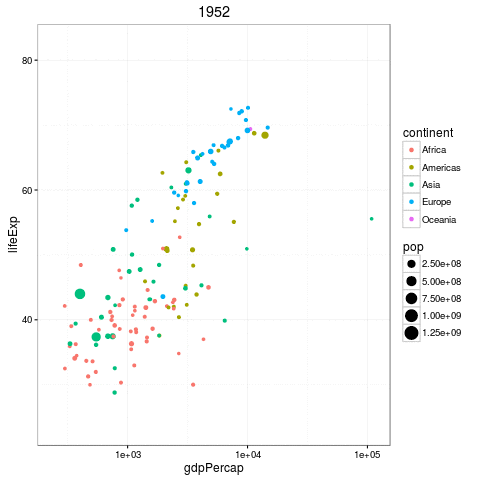 1952
80
60
40
lifeExp
1e+03
1e+04
1e+05
gdpPercap
continent
Africa
Americas
Asia
Europe
Oceania
pop
2.50e+08
5.00e+08
7.50e+08
1.00e+09
1.25e+09